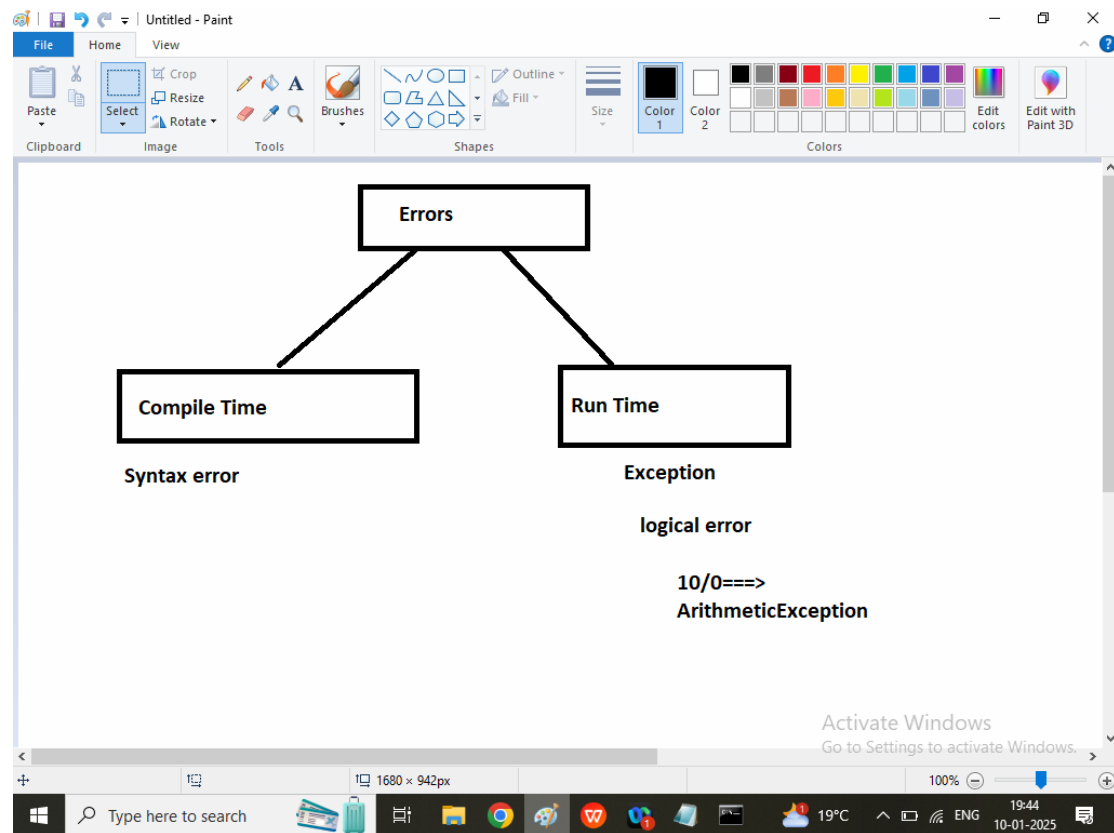 Untitled - Paint
File Home View
Crop Outline
Resize Fill
Paste Select Rotate Brushes Size Color 1 Color 2 Edit colors Edit with Paint 3D
Clipboard Image Tools Shapes Colors
Errors
Compile Time Run Time
Syntax error Exception
logical error
10/0===>
ArithmeticException
Activate Windows
Go to Settings to activate Windows.
1680 × 942px 100%
Type here to search 19°C ENG 19:44
10-01-2025